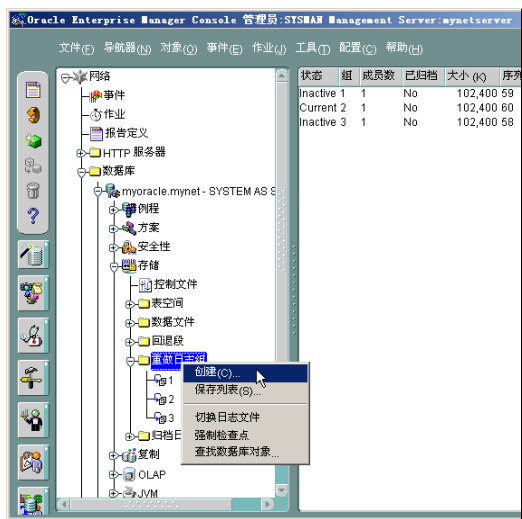 Oracle Enterprise Manager Console 管理员:SYSMAN Management Server:mynetserver
文件(F) 导航器(N) 对象(O) 事件(E) 作业(J) 工具(T) 配置(C) 帮助(H)
网络
事件
作业
报告定义
HTTP 服务器
数据库
myoracle.mynet - SYSTEM AS S
例程
方案
安全性
存储
控制文件
表空间
数据文件
回退段
重做日志组
1
2
3
归档日
复制
OLAP
JVM
创建(C)...
保存列表(S)...
切换日志文件
强制检查点
查找数据库对象...
状态 组 成员数 已归档 大小 (K) 序列
Inactive 1 1 No 102,400 59
Current 2 1 No 102,400 60
Inactive 3 1 No 102,400 58